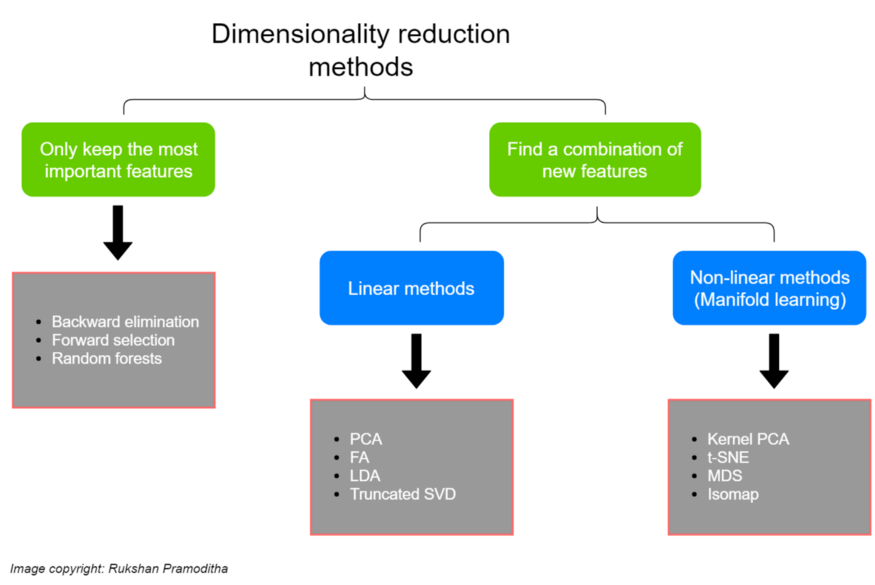 Dimensionality reduction
methods
Only keep the most
important features
Find a combination of
new features
Linear methods
Non-linear methods
(Manifold learning)
• Backward elimination
• Forward selection
• Random forests
• PCA
• FA
• LDA
• Truncated SVD
• Kernel PCA
• t-SNE
• MDS
• Isomap
Image copyright: Rukshan Pramoditha